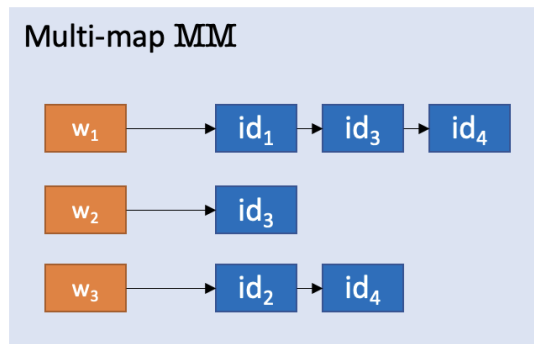 Multi-map MM
w₁ id₁ id₃ id₄
w₂ id₃
w₃ id₂ id₄